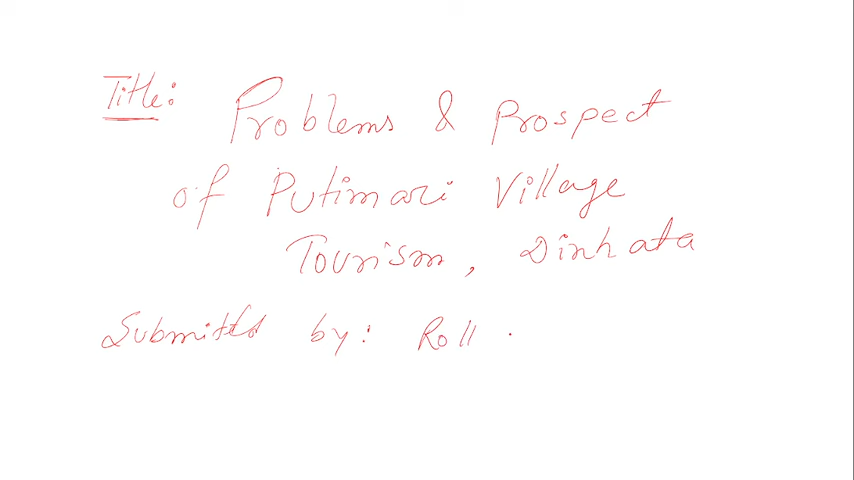 Title: Problems & prospect
of Putimari Village
Tourism, Dinhata
Submitted by: Roll .